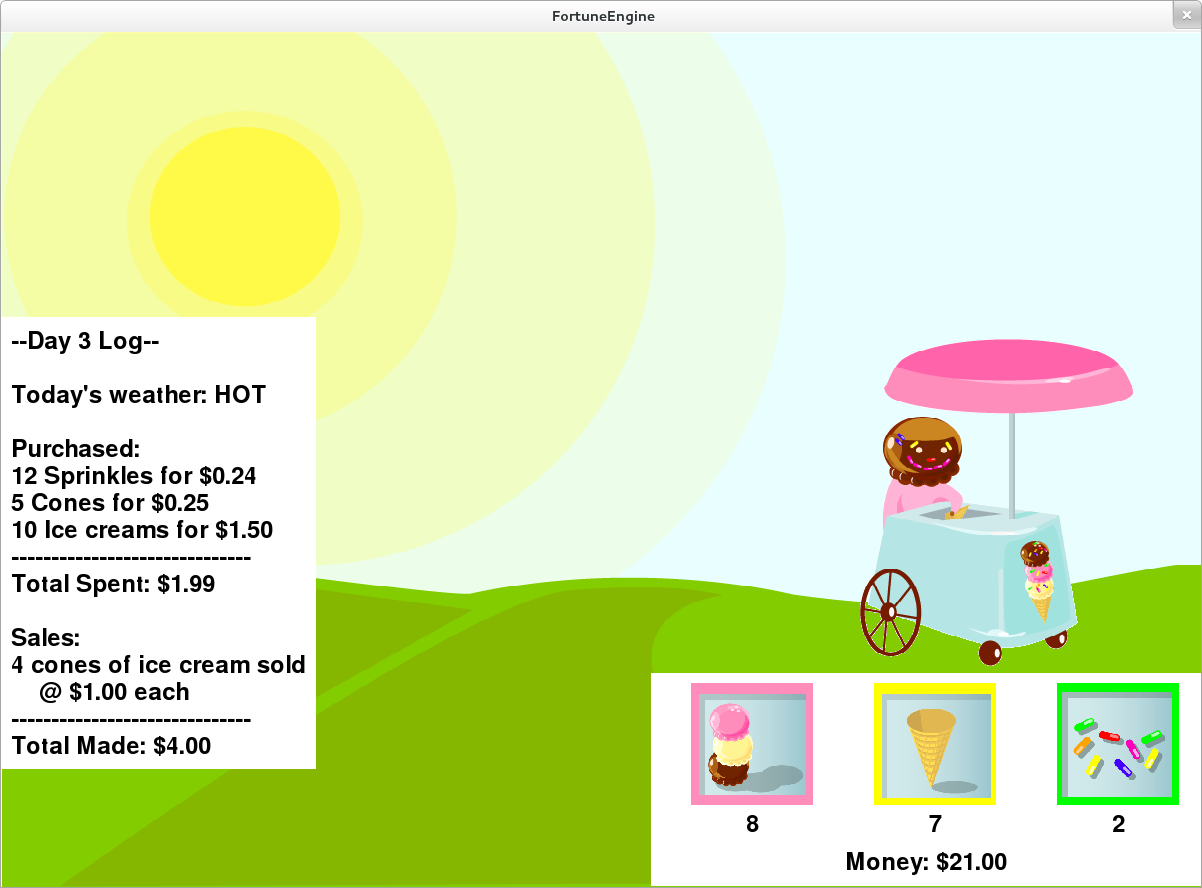 FortuneEngine
--Day 3 Log--
Today's weather: HOT
Purchased:
12 Sprinkles for $0.24
5 Cones for $0.25
10 Ice creams for $1.50
------------------------------
Total Spent: $1.99
Sales:
4 cones of ice cream sold
@ $1.00 each
------------------------------
Total Made: $4.00
8 7 2
Money: $21.00